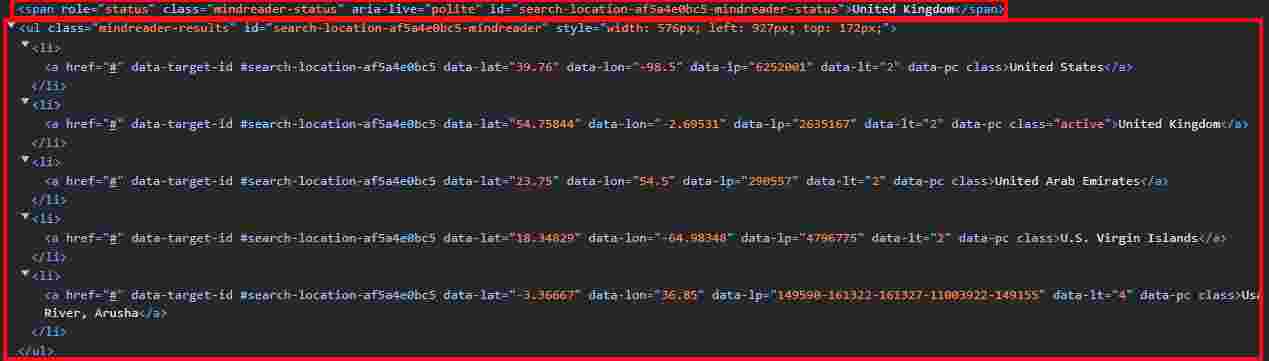 <span role="status" class="mindreader-status" aria-live="polite" id="search-location-af5a4e0bc5-mindreader-status">United Kingdom</span>
<ul class="mindreader-results" id="search-location-af5a4e0bc5-mindreader" style="width: 576px; left: 927px; top: 172px;">
<li>
<a href="#" data-target-id #search-location-af5a4e0bc5 data-lat="39.76" data-lon="-98.5" data-lp="6252001" data-lt="2" data-pc class>United States</a>
</li>
<li>
<a href="#" data-target-id #search-location-af5a4e0bc5 data-lat="54.75844" data-lon="-2.69531" data-lp="2635167" data-lt="2" data-pc class="active">United Kingdom</a>
</li>
<li>
<a href="#" data-target-id #search-location-af5a4e0bc5 data-lat="23.75" data-lon="54.5" data-lp="290557" data-lt="2" data-pc class>United Arab Emirates</a>
</li>
<li>
<a href="#" data-target-id #search-location-af5a4e0bc5 data-lat="18.34829" data-lon="-64.98348" data-lp="4796775" data-lt="2" data-pc class>U.S. Virgin Islands</a>
</li>
<li>
<a href="#" data-target-id #search-location-af5a4e0bc5 data-lat="-3.36667" data-lon="36.85" data-lp="149590-161322-161327-11003922-149155" data-lt="4" data-pc class>Usa
River, Arusha</a>
</li>
</ul>